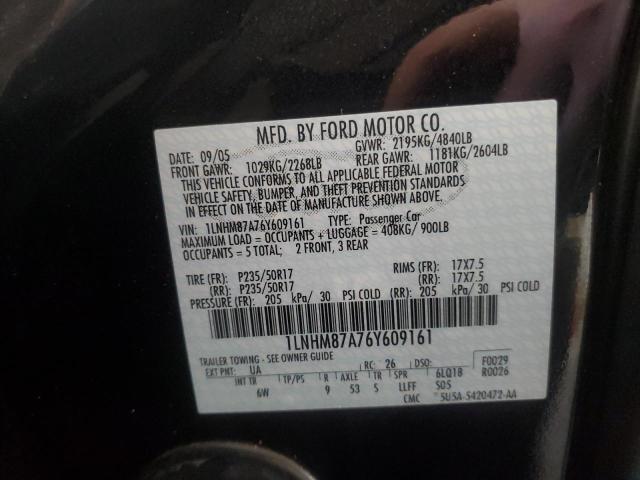 MFD. BY FORD MOTOR CO.
DATE: 09/05 GVWR: 2195KG/4840LB
FRONT GAWR: 1029KG/2268LB REAR GAWR: 1181KG/2604LB
THIS VEHICLE CONFORMS TO ALL APPLICABLE FEDERAL MOTOR
VEHICLE SAFETY, BUMPER, AND THEFT PREVENTION STANDARDS
IN EFFECT ON THE DATE OF MANUFACTURE SHOWN ABOVE.
VIN: 1LNHM87A76Y609161 TYPE: Passenger Car
MAXIMUM LOAD = OCCUPANTS + LUGGAGE = 408KG/ 900LB
OCCUPANTS = 5 TOTAL; 2 FRONT, 3 REAR
TIRE (FR): P235/50R17 RIMS (FR): 17X7.5
(RR): P235/50R17 (RR): 17X7.5
PRESSURE (FR): 205 kPa/ 30 PSI COLD (RR): 205 kPa/ 30 PSI COLD
1LNHM87A76Y609161
TRAILER TOWING - SEE OWNER GUIDE
EXT PNT: UA RC: 26 DSO: F0029
INT TR TP/PS R AXLE TR SPR 6LQ18 R0026
6W 9 53 5 LLFF S05
CMC *5U5A-5420472-AA